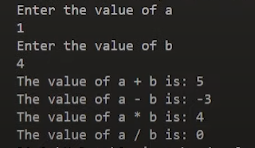 Enter the value of a
1
Enter the value of b
4
The value of a + b is: 5
The value of a - b is: -3
The value of a * b is: 4
The value of a / b is: 0